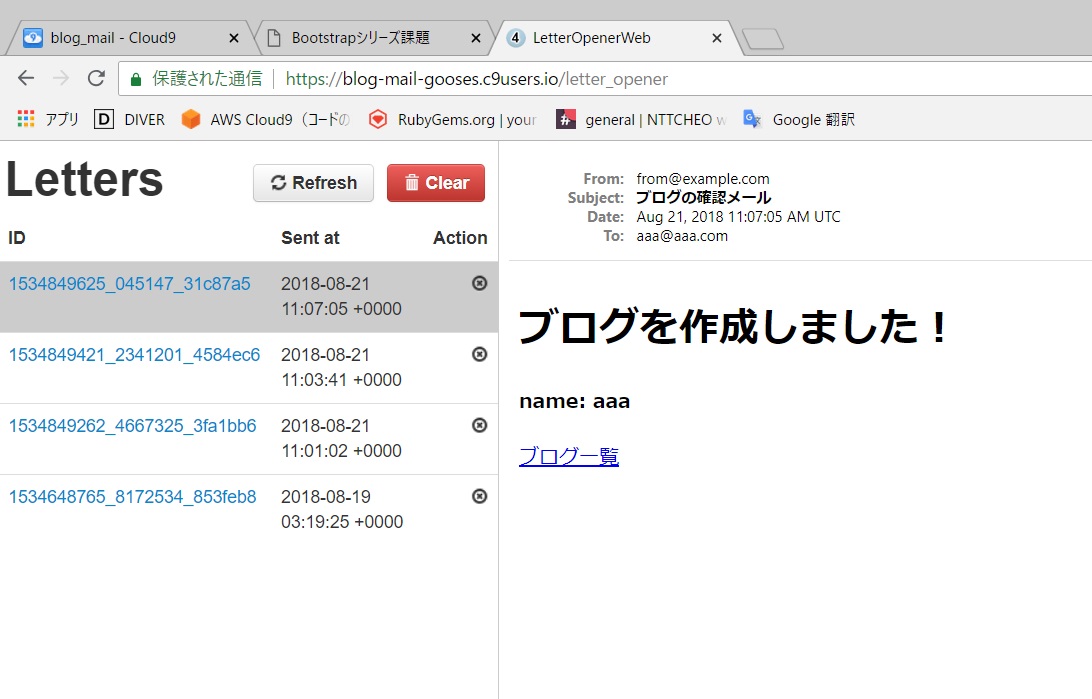 blog_mail - Cloud9
Bootstrapシリーズ課題
4 LetterOpenerWeb
保護された通信 https://blog-mail-gooses.c9users.io/letter_opener
アプリ D DIVER AWS Cloud9（コードの RubyGems.org | your # general | NTTCHEO w Google 翻訳
Letters Refresh Clear
ID Sent at Action
1534849625_045147_31c87a5 2018-08-21
11:07:05 +0000
1534849421_2341201_4584ec6 2018-08-21
11:03:41 +0000
1534849262_4667325_3fa1bb6 2018-08-21
11:01:02 +0000
1534648765_8172534_853feb8 2018-08-19
03:19:25 +0000
From: from@example.com
Subject: ブログの確認メール
Date: Aug 21, 2018 11:07:05 AM UTC
To: aaa@aaa.com
ブログを作成しました！
name: aaa
ブログ一覧